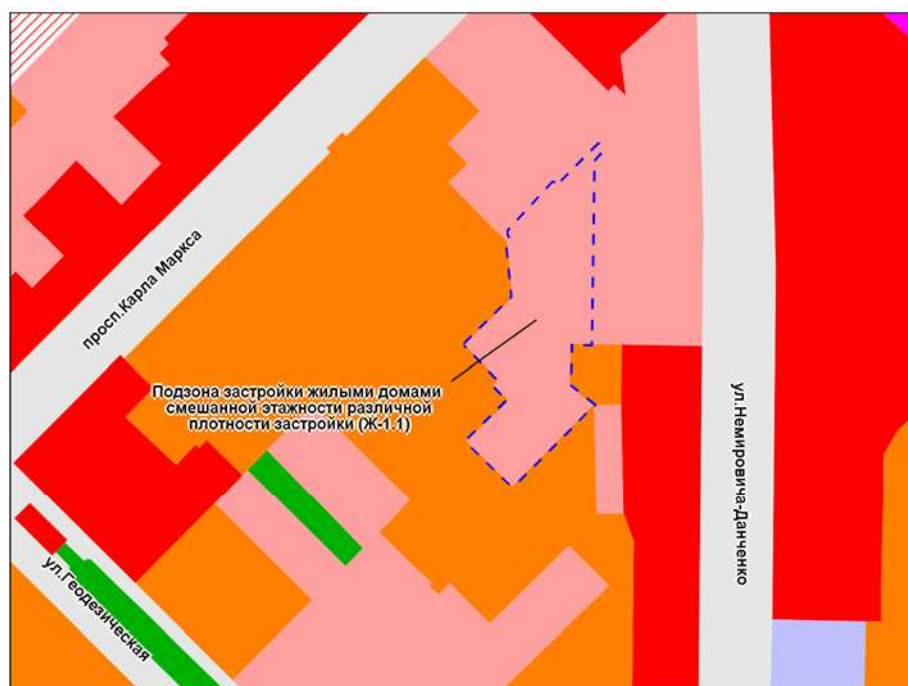 просп.Карла Маркса
Подзона застройки жилыми домами
смешанной этажности различной
плотности застройки (Ж-1.1)
ул.Немировича-Данченко
ул.Геодезическая